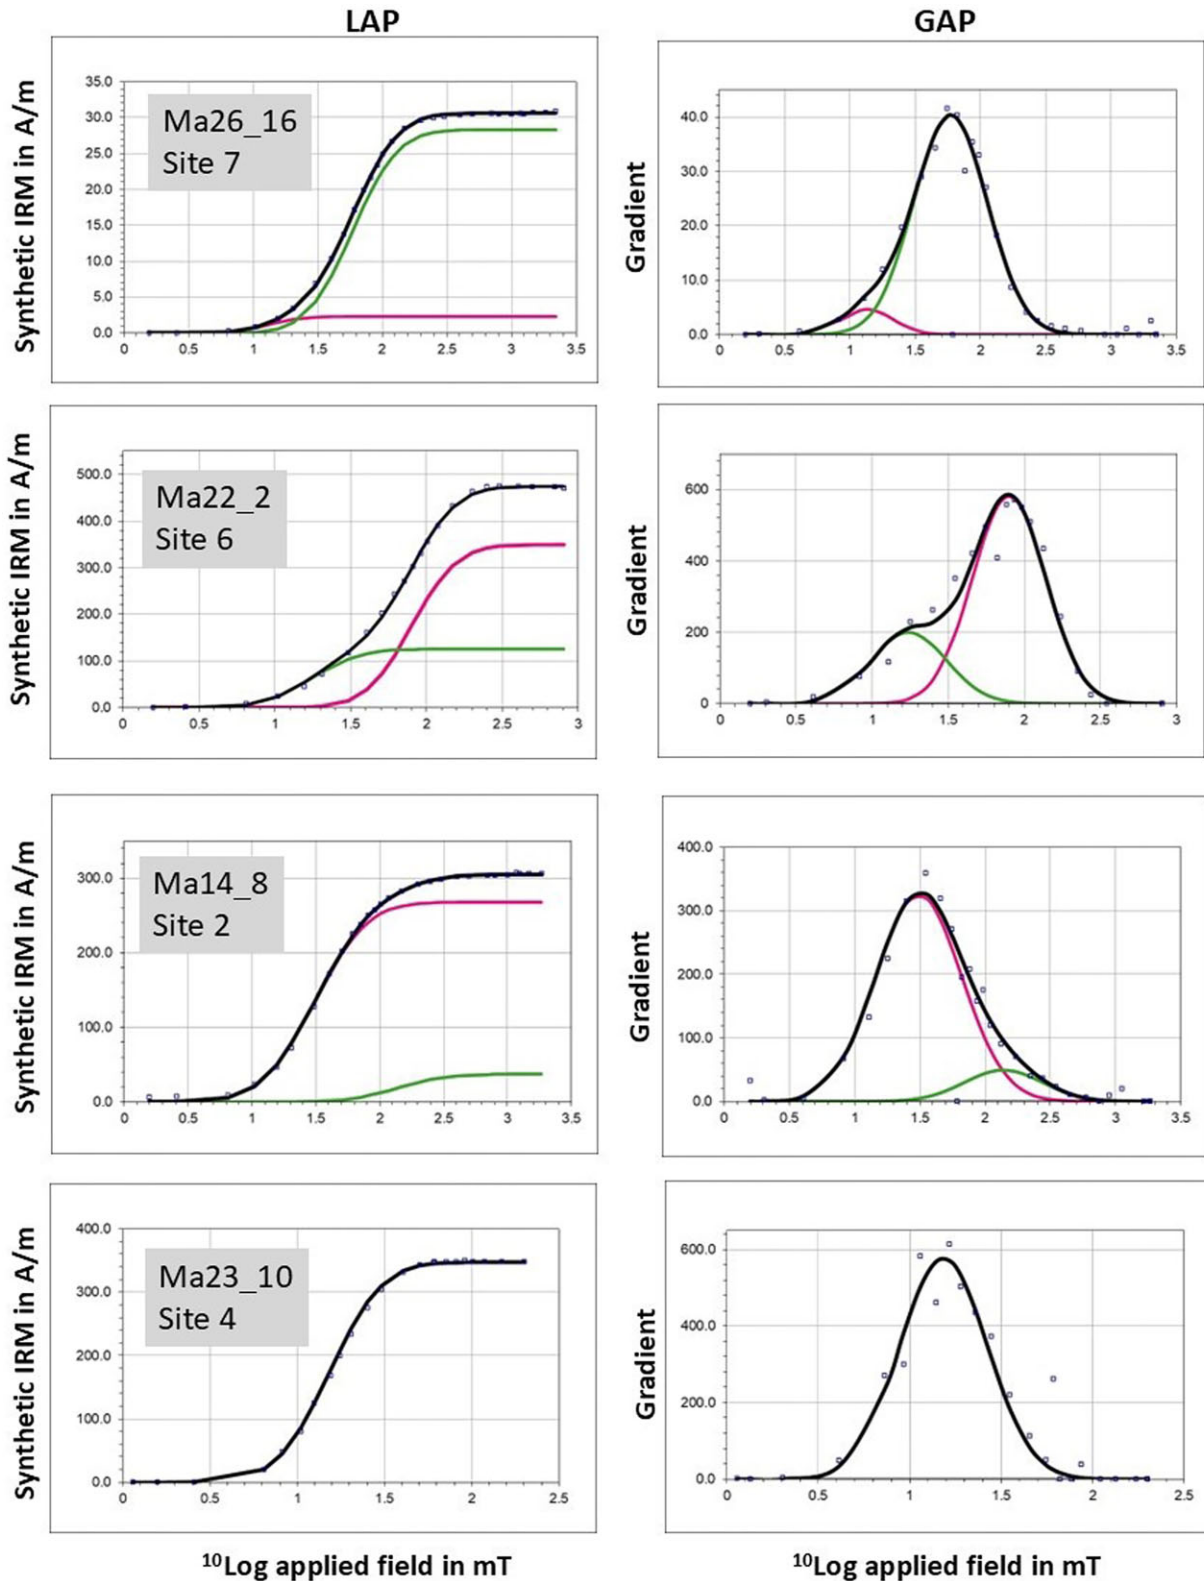 LAP
GAP
Synthetic IRM in A/m
35.0
30.0
25.0
20.0
15.0
10.0
5.0
0.0
Ma26_16
Site 7
0 0.5 1 1.5 2 2.5 3 3.5
Gradient
40.0
30.0
20.0
10.0
0.0
0 0.5 1 1.5 2 2.5 3 3.5
Synthetic IRM in A/m
500.0
400.0
300.0
200.0
100.0
0.0
Ma22_2
Site 6
0 0.5 1 1.5 2 2.5 3
Gradient
600
400
200
0
0 0.5 1 1.5 2 2.5 3
Synthetic IRM in A/m
300.0
200.0
100.0
0.0
Ma14_8
Site 2
0 0.5 1 1.5 2 2.5 3 3.5
Gradient
400.0
300.0
200.0
100.0
0.0
0 0.5 1 1.5 2 2.5 3 3.5
Synthetic IRM in A/m
400.0
300.0
200.0
100.0
0.0
Ma23_10
Site 4
0 0.5 1 1.5 2 2.5
Gradient
600.0
400.0
200.0
0.0
0 0.5 1 1.5 2 2.5
¹⁰Log applied field in mT
¹⁰Log applied field in mT